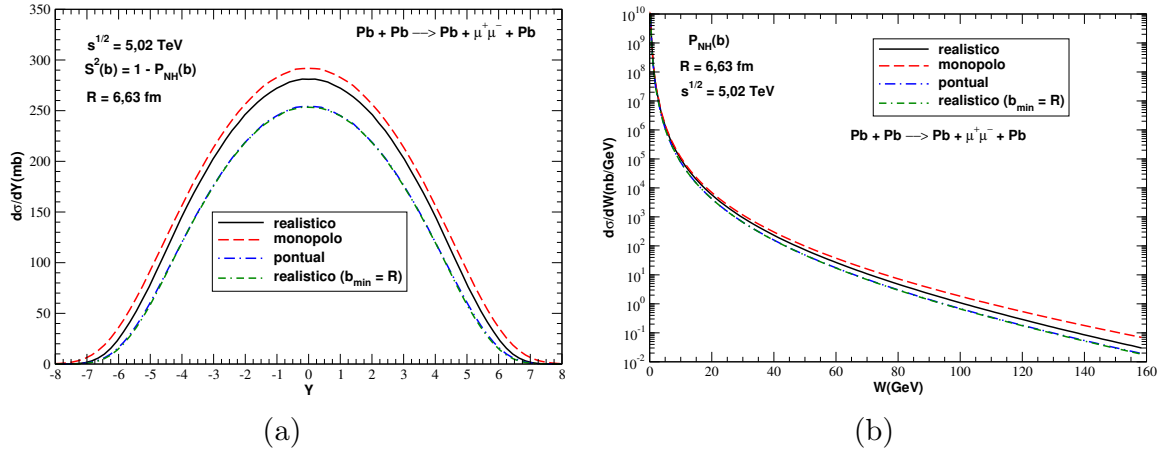 Pb + Pb —> Pb + μ⁺μ⁻ + Pb
s^1/2 = 5,02 TeV
S²(b) = 1 - P_NH(b)
R = 6,63 fm
realistico
monopolo
pontual
realistico (b_min = R)
dσ/dY(mb)
350
300
250
200
150
100
50
0
-8 -7 -6 -5 -4 -3 -2 -1 0 1 2 3 4 5 6 7 8
Y
(a)
P_NH(b)
R = 6,63 fm
s^1/2 = 5,02 TeV
realistico
monopolo
pontual
realistico (b_min = R)
Pb + Pb —> Pb + μ⁺μ⁻ + Pb
dσ/dW(nb/GeV)
10^10
10^9
10^8
10^7
10^6
10^5
10^4
10^3
10^2
10^1
10^0
10^-1
10^-2
0 20 40 60 80 100 120 140 160
W(GeV)
(b)